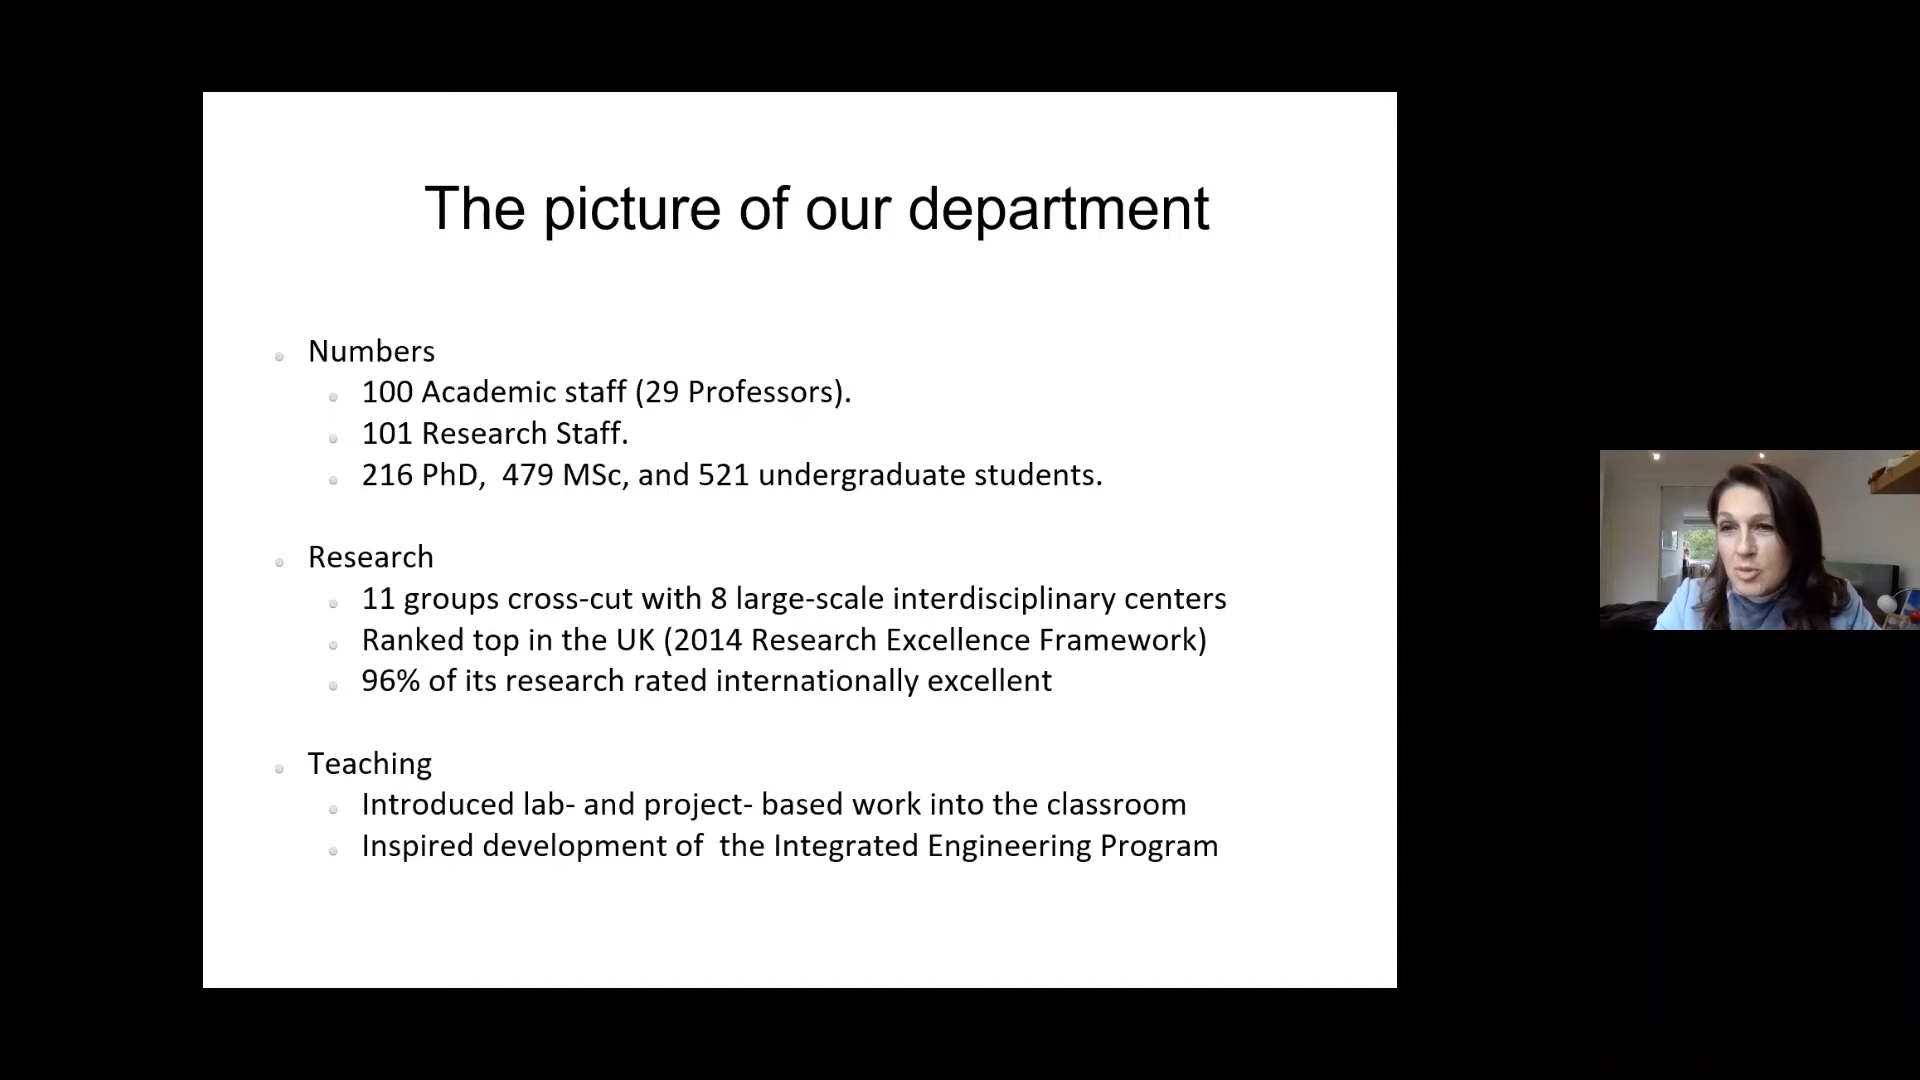 The picture of our department
Numbers
100 Academic staff (29 Professors).
101 Research Staff.
216 PhD,  479 MSc, and 521 undergraduate students.
Research
11 groups cross-cut with 8 large-scale interdisciplinary centers
Ranked top in the UK (2014 Research Excellence Framework)
96% of its research rated internationally excellent
Teaching
Introduced lab- and project- based work into the classroom
Inspired development of  the Integrated Engineering Program